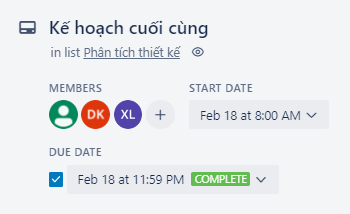 Kế hoạch cuối cùng
in list Phân tích thiết kế
MEMBERS START DATE
DK XL + Feb 18 at 8:00 AM
DUE DATE
Feb 18 at 11:59 PM COMPLETE